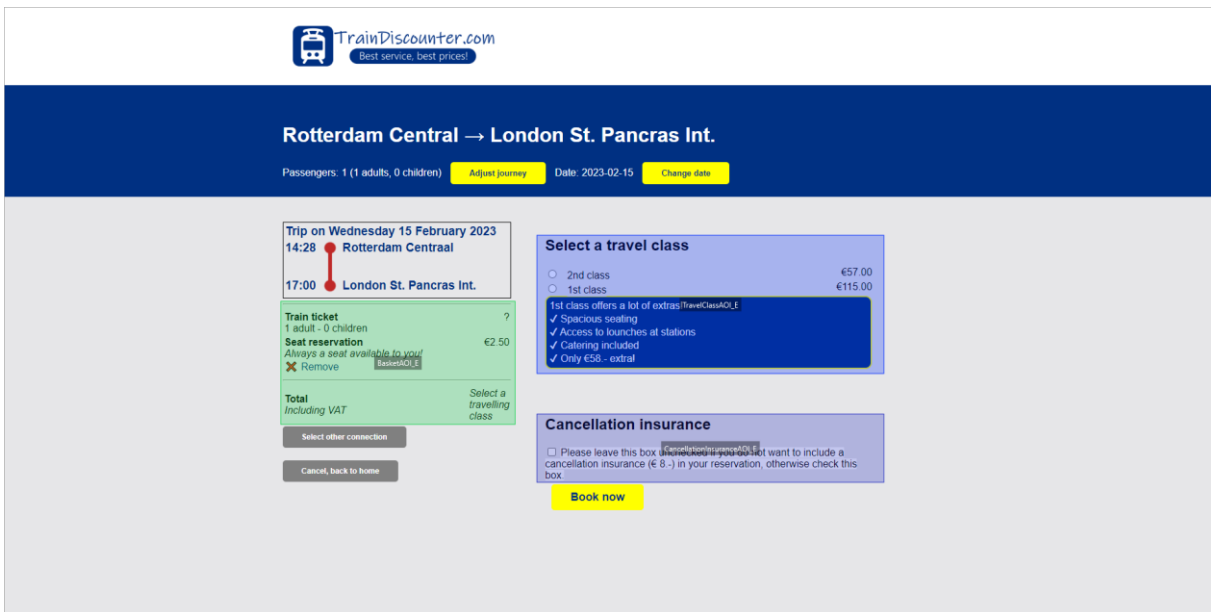 TrainDiscounter.com
Best service, best prices!
Rotterdam Central → London St. Pancras Int.
Passengers: 1 (1 adults, 0 children) Adjust journey Date: 2023-02-15 Change date
Trip on Wednesday 15 February 2023
14:28 Rotterdam Centraal
17:00 London St. Pancras Int.
Train ticket ?
1 adult - 0 children
Seat reservation €2.50
Always a seat available to you!
BasketAOI_E
✖ Remove
Total
Including VAT
Select a
travelling
class
Select other connection
Cancel, back to home
Select a travel class
2nd class €57.00
1st class €115.00
1st class offers a lot of extras TravelClassAOI_E
✓ Spacious seating
✓ Access to lounches at stations
✓ Catering included
✓ Only €58.- extra!
Cancellation insurance
CancellationInsuranceAOI_E
Please leave this box unchecked if you do not want to include a
cancellation insurance (€ 8.-) in your reservation, otherwise check this
box
Book now